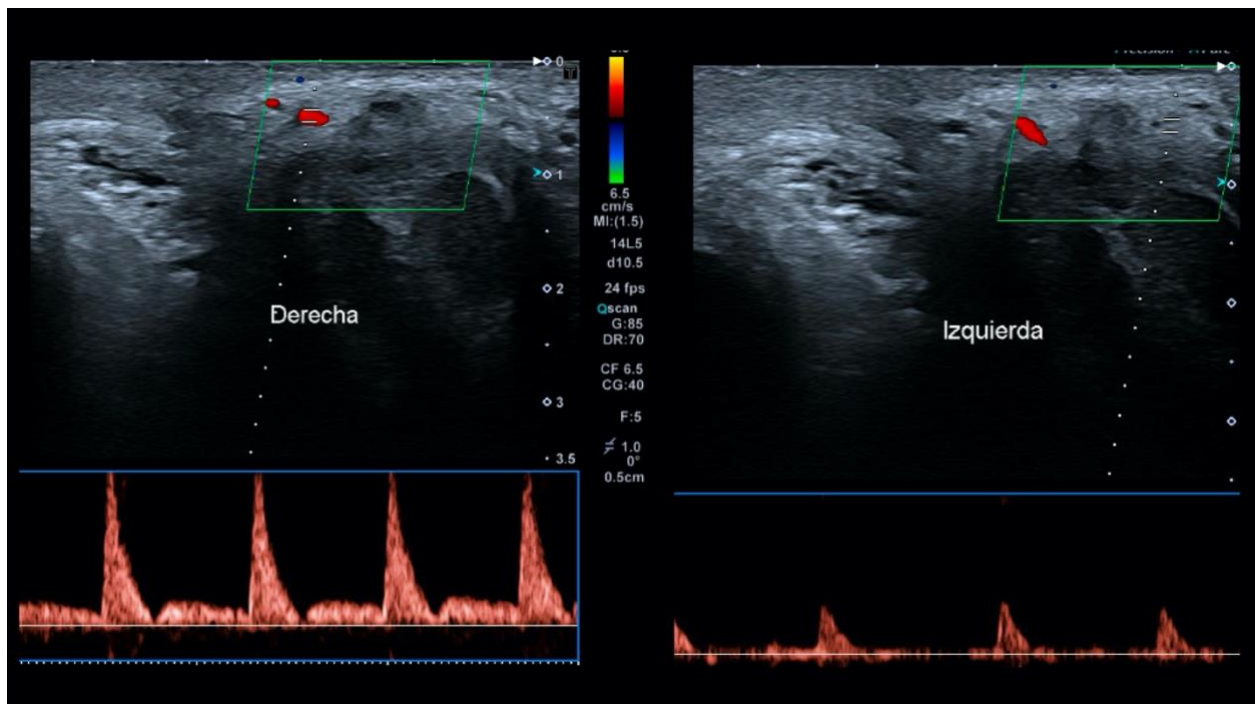 0
T
1
2
3
3.5
Derecha
6.5
cm/s
MI:(1.5)
14L5
d10.5
24 fps
Qscan
G:85
DR:70
CF 6.5
CG:40
F:5
1.0
0°
0.5cm
Izquierda